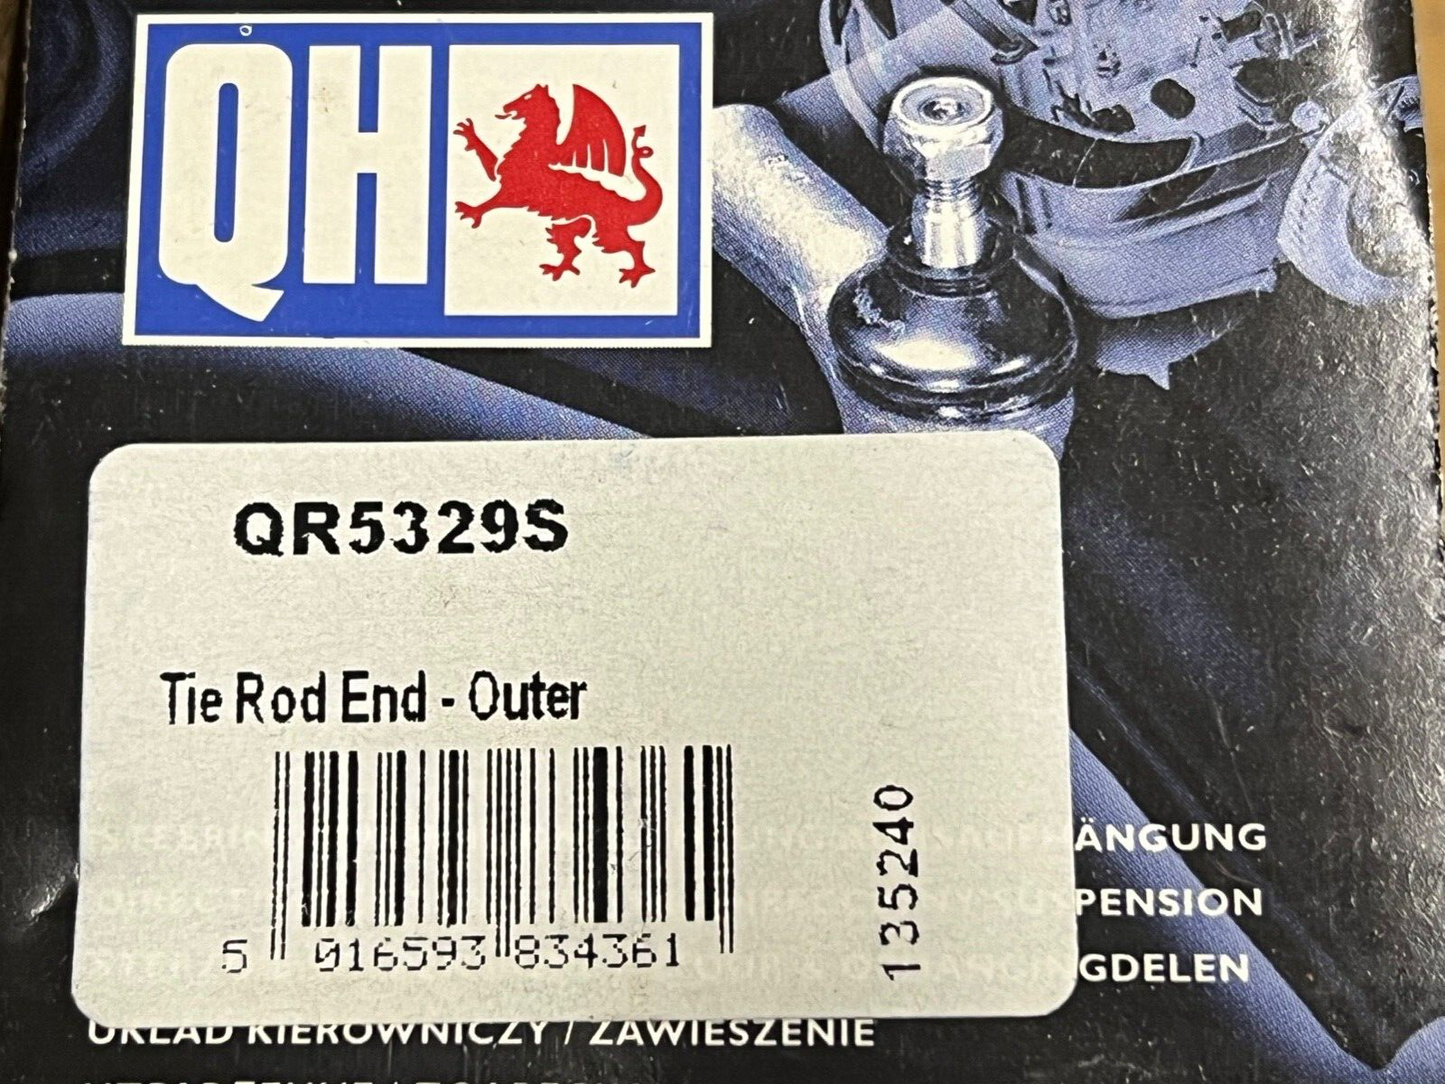 QH
QR5329S
Tie Rod End - Outer
5 016593 834361
135240
ÄNGUNG
PENSION
GDELEN
UKŁAD KIEROWNICZY / ZAWIESZENIE